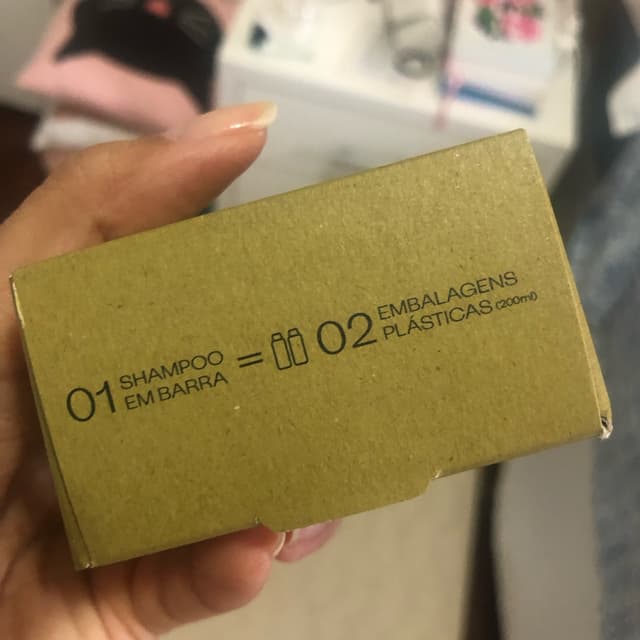 01 SHAMPOO
EM BARRA
= 02 EMBALAGENS
PLÁSTICAS (200ml)